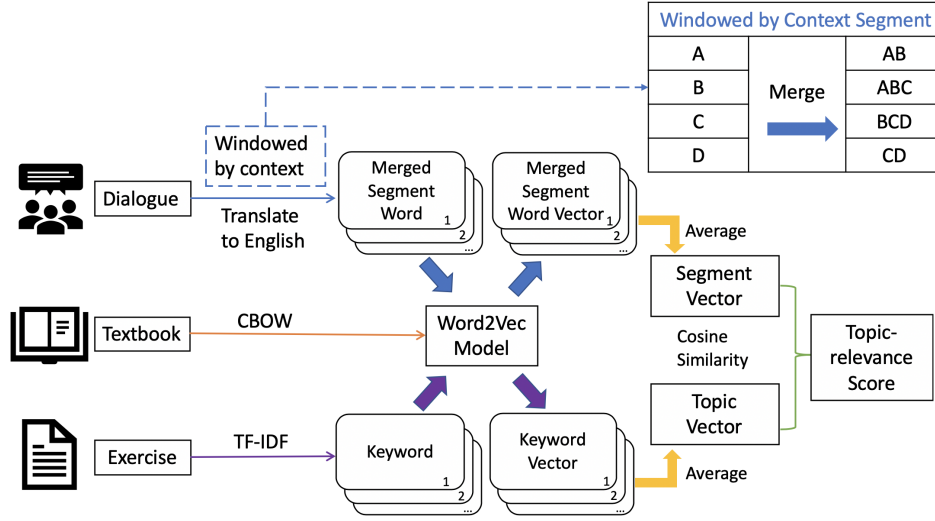 Windowed by Context Segment
A
AB
B
ABC
Merge
C
BCD
D
CD
Windowed
by context
Dialogue
Translate
to English
Merged
Segment
Word
1
2
...
Merged
Segment
Word Vector
1
2
...
Average
Segment
Vector
Textbook
CBOW
Word2Vec
Model
Cosine
Similarity
Topic-
relevance
Score
Topic
Vector
Exercise
TF-IDF
Keyword
1
2
...
Keyword
Vector
1
2
...
Average